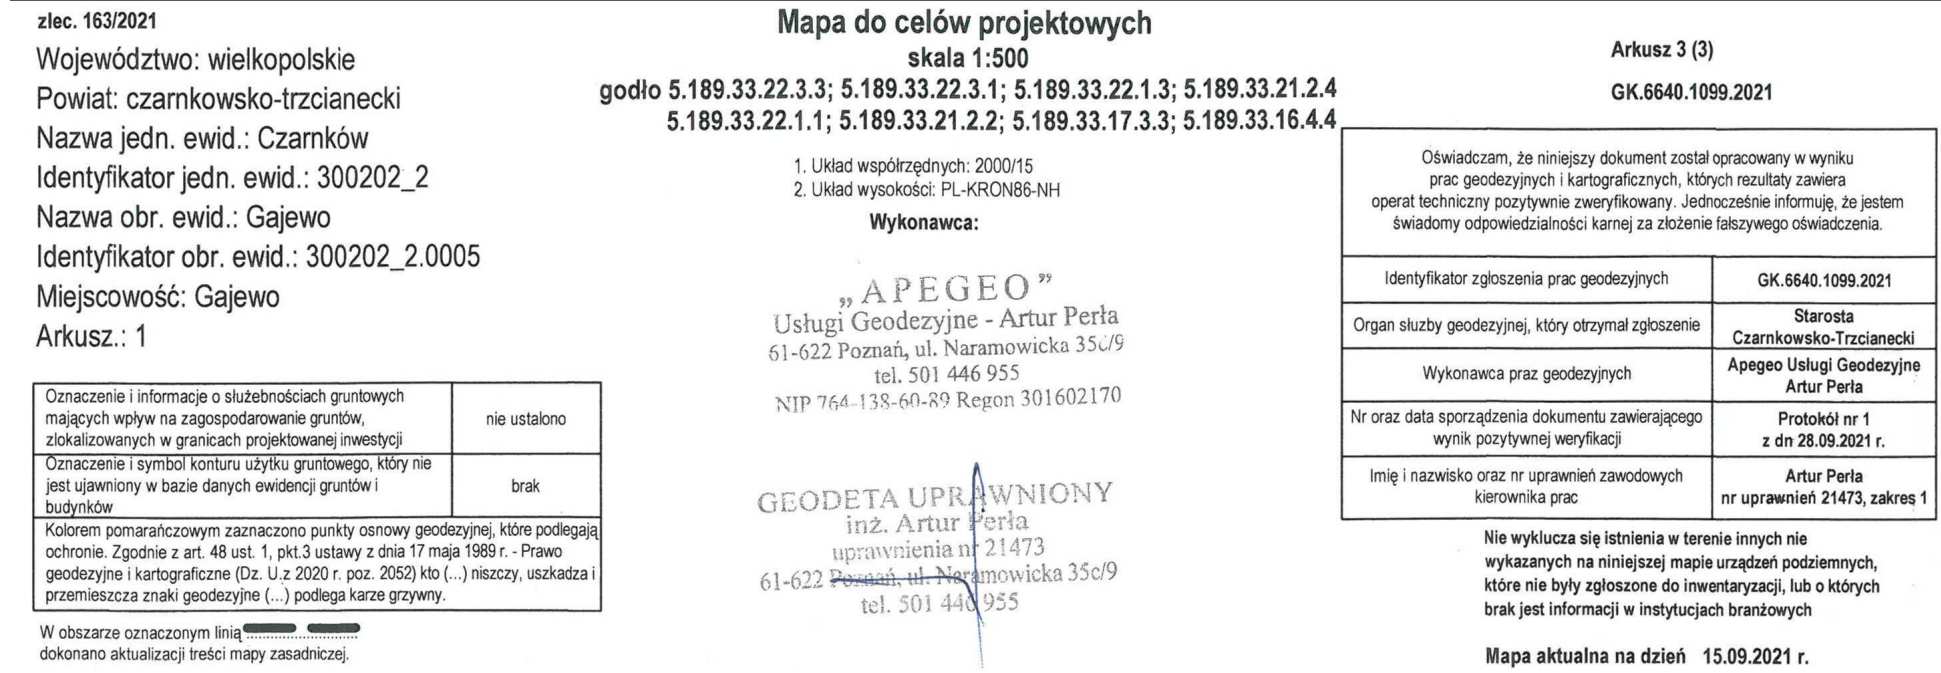 zlec. 163/2021
Województwo: wielkopolskie
Powiat: czarnkowsko-trzcianecki
Nazwa jedn. ewid.: Czarnków
Identyfikator jedn. ewid.: 300202_2
Nazwa obr. ewid.: Gajewo
Identyfikator obr. ewid.: 300202_2.0005
Miejscowość: Gajewo
Arkusz.: 1
Oznaczenie i informacje o służebnościach gruntowych
mających wpływ na zagospodarowanie gruntów,
zlokalizowanych w granicach projektowanej inwestycji
nie ustalono
Oznaczenie i symbol konturu użytku gruntowego, który nie
jest ujawniony w bazie danych ewidencji gruntów i
budynków
brak
Kolorem pomarańczowym zaznaczono punkty osnowy geodezyjnej, które podlegają
ochronie. Zgodnie z art. 48 ust. 1, pkt.3 ustawy z dnia 17 maja 1989 r. - Prawo
geodezyjne i kartograficzne (Dz. U.z 2020 r. poz. 2052) kto (...) niszczy, uszkadza i
przemieszcza znaki geodezyjne (...) podlega karze grzywny.
W obszarze oznaczonym linią
dokonano aktualizacji treści mapy zasadniczej.
Mapa do celów projektowych
skala 1:500
godło 5.189.33.22.3.3; 5.189.33.22.3.1; 5.189.33.22.1.3; 5.189.33.21.2.4
5.189.33.22.1.1; 5.189.33.21.2.2; 5.189.33.17.3.3; 5.189.33.16.4.4
1. Układ współrzędnych: 2000/15
2. Układ wysokości: PL-KRON86-NH
Wykonawca:
„APEGEO”
Usługi Geodezyjne - Artur Perła
61-622 Poznań, ul. Naramowicka 35c/9
tel. 501 446 955
NIP 764-138-60-89 Regon 301602170
GEODETA UPRAWNIONY
inż. Artur Perła
uprawnienia nr 21473
61-622 Poznań, ul. Naramowicka 35c/9
tel. 501 446 955
Arkusz 3 (3)
GK.6640.1099.2021
Oświadczam, że niniejszy dokument został opracowany w wyniku
prac geodezyjnych i kartograficznych, których rezultaty zawiera
operat techniczny pozytywnie zweryfikowany. Jednocześnie informuję, że jestem
świadomy odpowiedzialności karnej za złożenie fałszywego oświadczenia.
Identyfikator zgłoszenia prac geodezyjnych
GK.6640.1099.2021
Organ służby geodezyjnej, który otrzymał zgłoszenie
Starosta
Czarnkowsko-Trzcianecki
Wykonawca praz geodezyjnych
Apegeo Usługi Geodezyjne
Artur Perła
Nr oraz data sporządzenia dokumentu zawierającego
wynik pozytywnej weryfikacji
Protokół nr 1
z dn 28.09.2021 r.
Imię i nazwisko oraz nr uprawnień zawodowych
kierownika prac
Artur Perła
nr uprawnień 21473, zakres 1
Nie wyklucza się istnienia w terenie innych nie
wykazanych na niniejszej mapie urządzeń podziemnych,
które nie były zgłoszone do inwentaryzacji, lub o których
brak jest informacji w instytucjach branżowych
Mapa aktualna na dzień 15.09.2021 r.